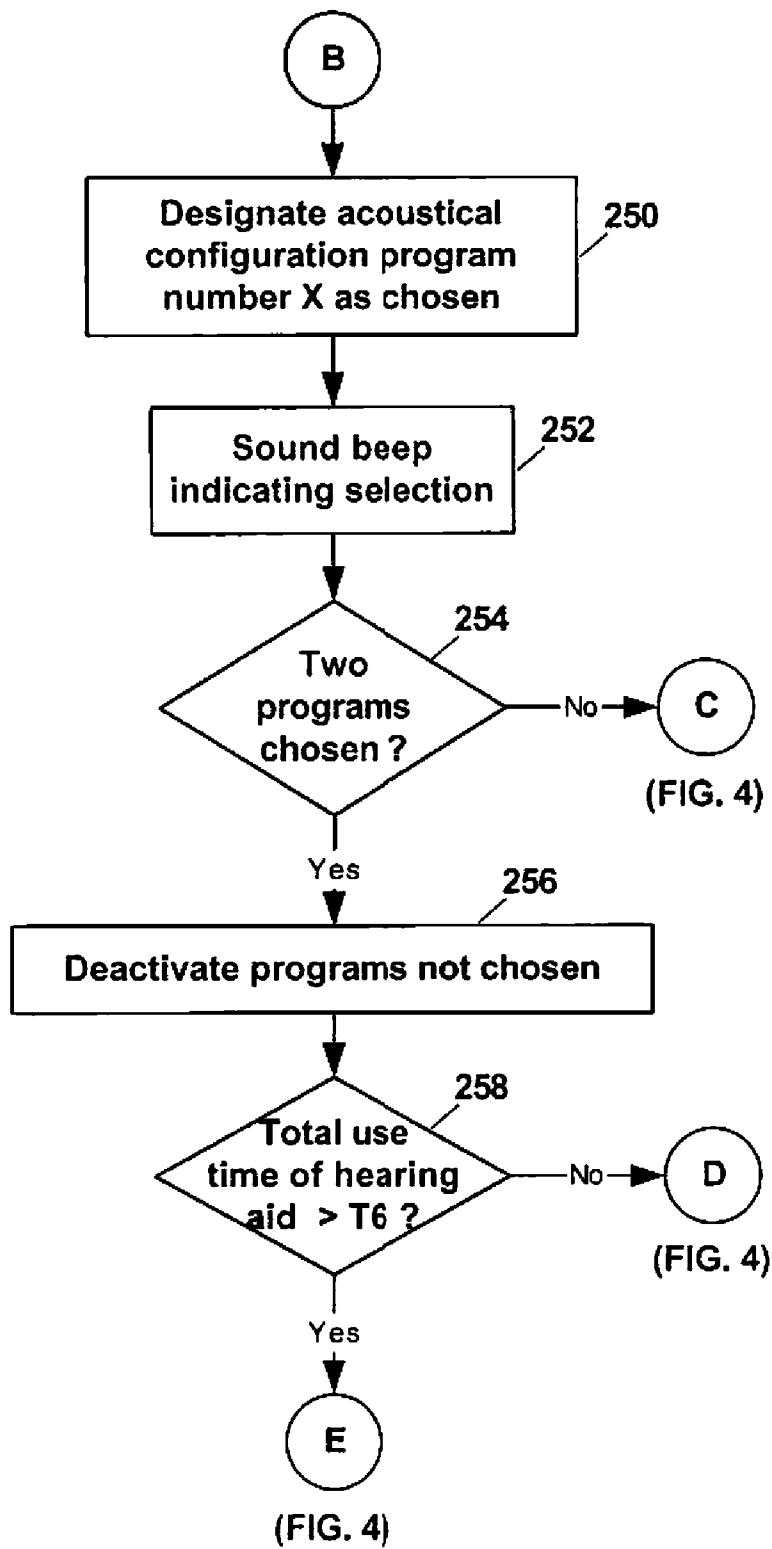 B
Designate acoustical
configuration program
number X as chosen
250
Sound beep
indicating selection
252
254
Two
programs
chosen ?
No
C
(FIG. 4)
Yes
256
Deactivate programs not chosen
258
Total use
time of hearing
aid > T6 ?
No
D
(FIG. 4)
Yes
E
(FIG. 4)